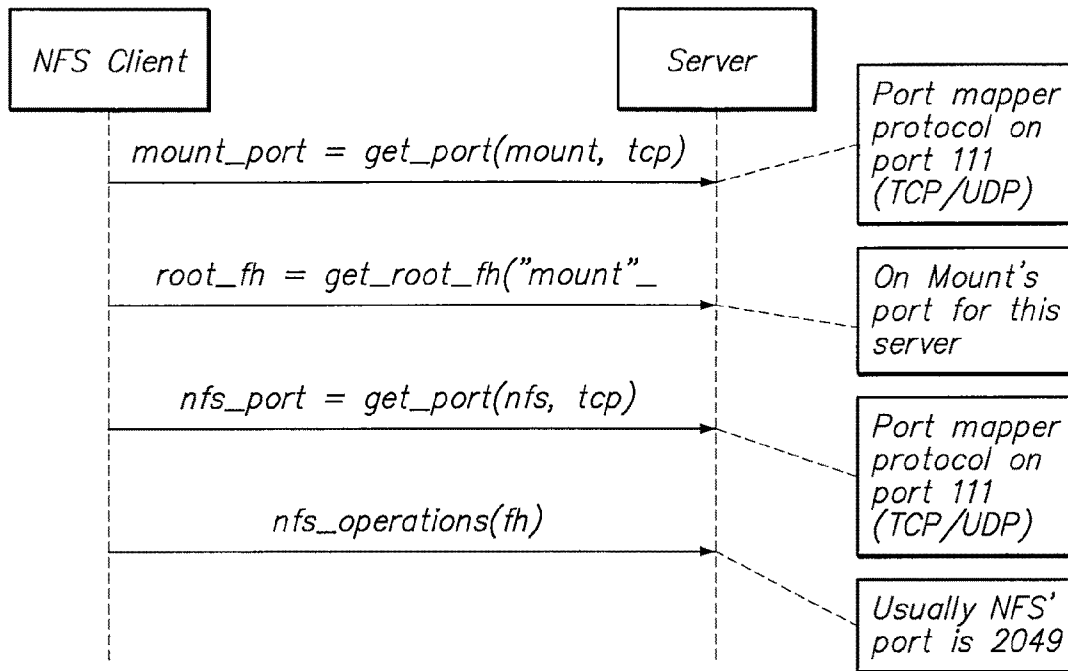 NFS Client
Server
Port mapper
protocol on
port 111
(TCP/UDP)
mount_port = get_port(mount, tcp)
root_fh = get_root_fh("mount"_
On Mount's
port for this
server
nfs_port = get_port(nfs, tcp)
Port mapper
protocol on
port 111
(TCP/UDP)
nfs_operations(fh)
Usually NFS'
port is 2049